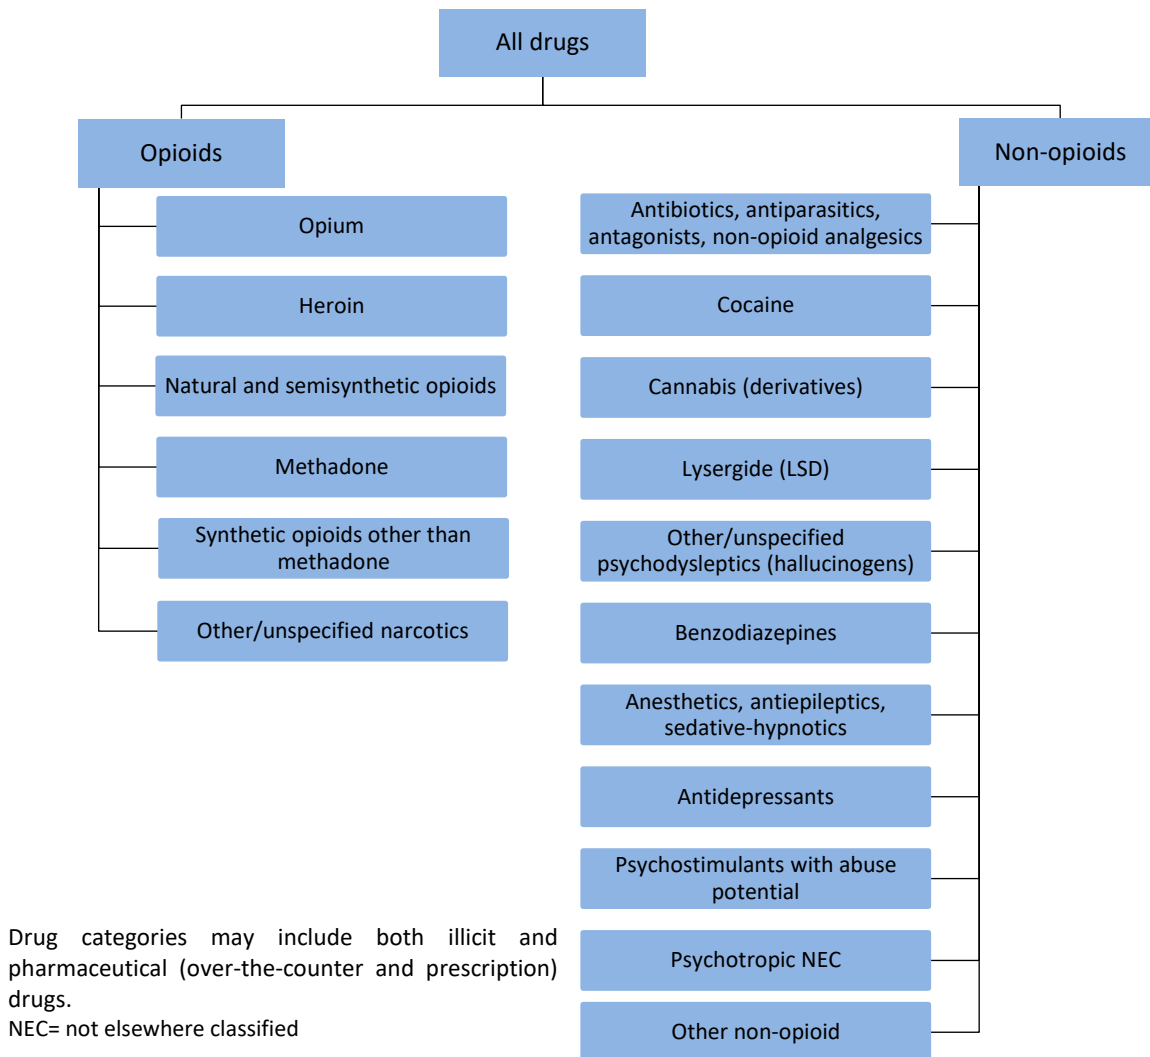 All drugs
Opioids
Opium
Heroin
Natural and semisynthetic opioids
Methadone
Synthetic opioids other than
methadone
Other/unspecified narcotics
Non-opioids
Antibiotics, antiparasitics,
antagonists, non-opioid analgesics
Cocaine
Cannabis (derivatives)
Lysergide (LSD)
Other/unspecified
psychodysleptics (hallucinogens)
Benzodiazepines
Anesthetics, antiepileptics,
sedative-hypnotics
Antidepressants
Psychostimulants with abuse
potential
Psychotropic NEC
Other non-opioid
Drug categories may include both illicit and
pharmaceutical (over-the-counter and prescription)
drugs.
NEC= not elsewhere classified